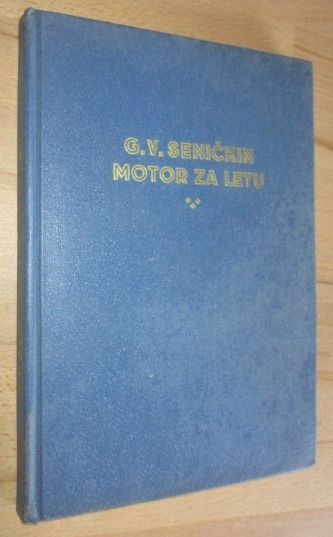 G. V. SENIČKIN
MOTOR ZA LETU